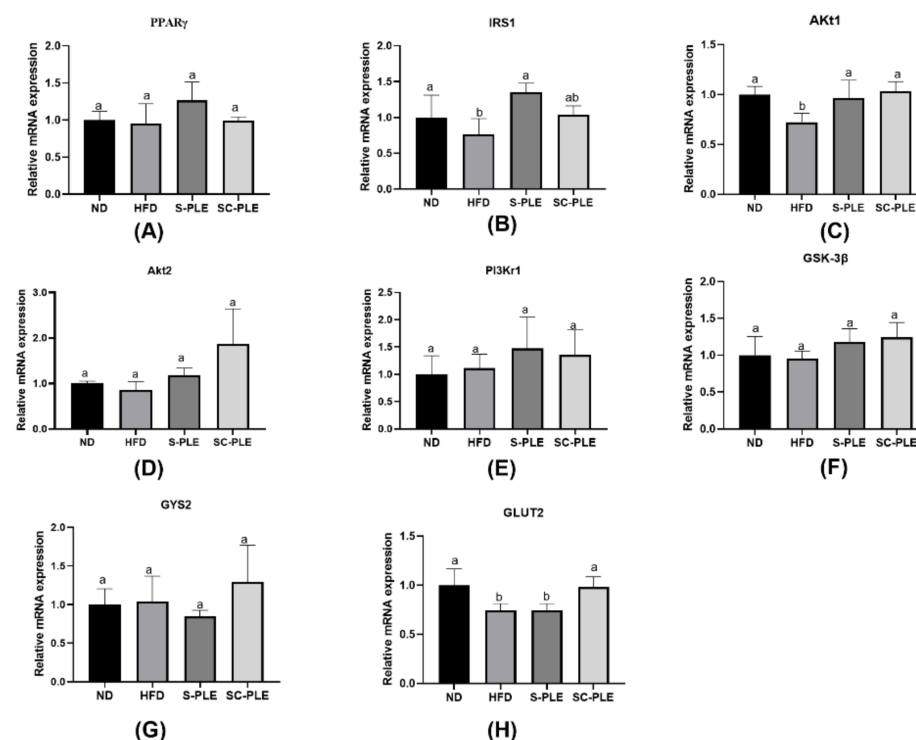 PPARγ
Relative mRNA expression
2.0
1.5
1.0
0.5
0.0
a
a
a
a
ND
HFD
S-PLE
SC-PLE
(A)
IRS1
Relative mRNA expression
2.0
1.5
1.0
0.5
0.0
a
b
a
ab
ND
HFD
S-PLE
SC-PLE
(B)
AKt1
Relative mRNA expression
1.5
1.0
0.5
0.0
a
b
a
a
ND
HFD
S-PLE
SC-PLE
(C)
Akt2
Relative mRNA expression
3.0
2.0
1.0
0.0
a
a
a
a
ND
HFD
S-PLE
SC-PLE
(D)
PI3Kr1
Relative mRNA expression
2.5
2.0
1.5
1.0
0.5
0.0
a
a
a
a
ND
HFD
S-PLE
SC-PLE
(E)
GSK-3β
Relative mRNA expression
2.0
1.5
1.0
0.5
0.0
a
a
a
a
ND
HFD
S-PLE
SC-PLE
(F)
GYS2
Relative mRNA expression
2.0
1.5
1.0
0.5
0.0
a
a
a
a
ND
HFD
S-PLE
SC-PLE
(G)
GLUT2
Relative mRNA expression
1.5
1.0
0.5
0.0
a
b
b
a
ND
HFD
S-PLE
SC-PLE
(H)